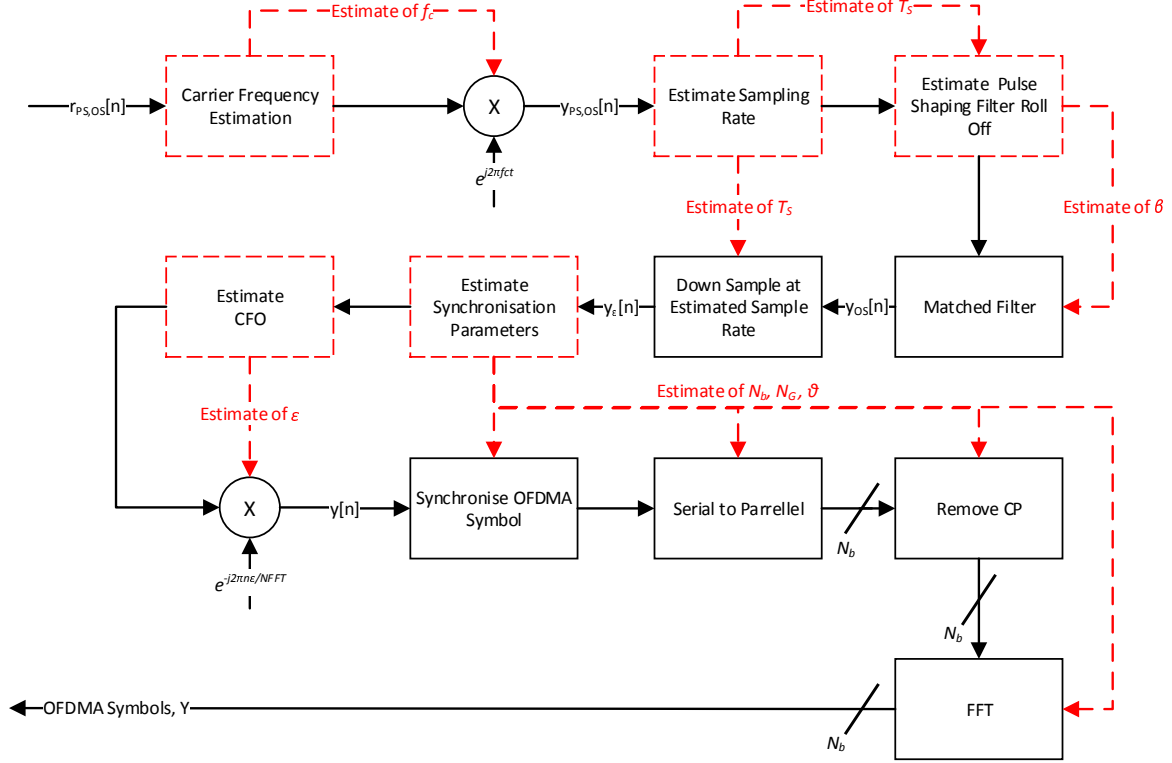 Estimate of f_c
Estimate of T_s
r_PS,OS[n]
Carrier Frequency
Estimation
X
y_PS,OS[n]
Estimate Sampling
Rate
Estimate Pulse
Shaping Filter Roll
Off
e^j2πfct
Estimate of T_s
Estimate of β
Estimate
CFO
Estimate
Synchronisation
Parameters
y_ε[n]
Down Sample at
Estimated Sample
Rate
y_OS[n]
Matched Filter
Estimate of ε
Estimate of N_b, N_G, ϑ
X
y[n]
Synchronise OFDMA
Symbol
Serial to Parrellel
N_b
Remove CP
e^-j2πnε/NFFT
N_b
OFDMA Symbols, Y
N_b
FFT